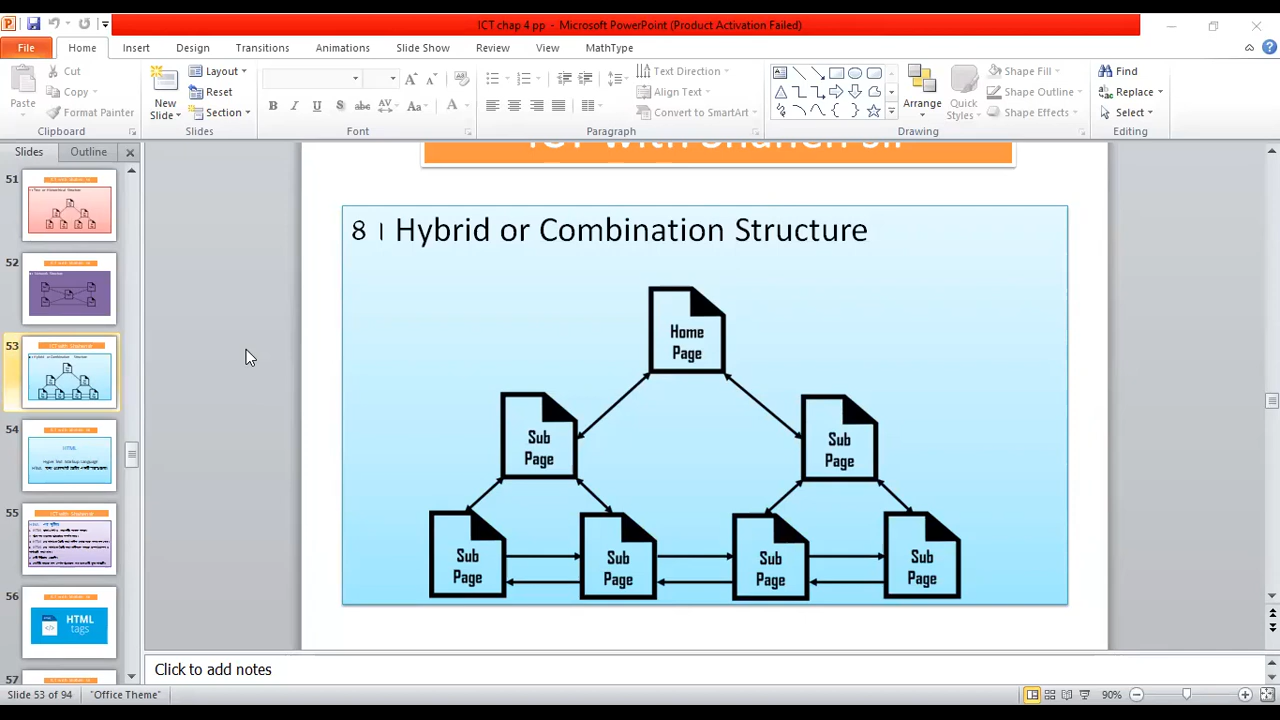 ICT chap 4 pp - Microsoft PowerPoint (Product Activation Failed)
File Home Insert Design Transitions Animations Slide Show Review View MathType
Cut
Copy
Format Painter
Paste
Clipboard
New
Slide
Layout
Reset
Section
Slides
B I U S abc AV Aa A
Font
Text Direction
Align Text
Convert to SmartArt
Paragraph
Arrange
Quick
Styles
Shape Fill
Shape Outline
Shape Effects
Drawing
Find
Replace
Select
Editing
Slides Outline
51
52
53
54
HTML
55
56
HTML
tags
57
৪। Hybrid or Combination Structure
Home
Page
Sub
Page
Sub
Page
Sub
Page
Sub
Page
Sub
Page
Sub
Page
Click to add notes
Slide 53 of 94 "Office Theme" 90%